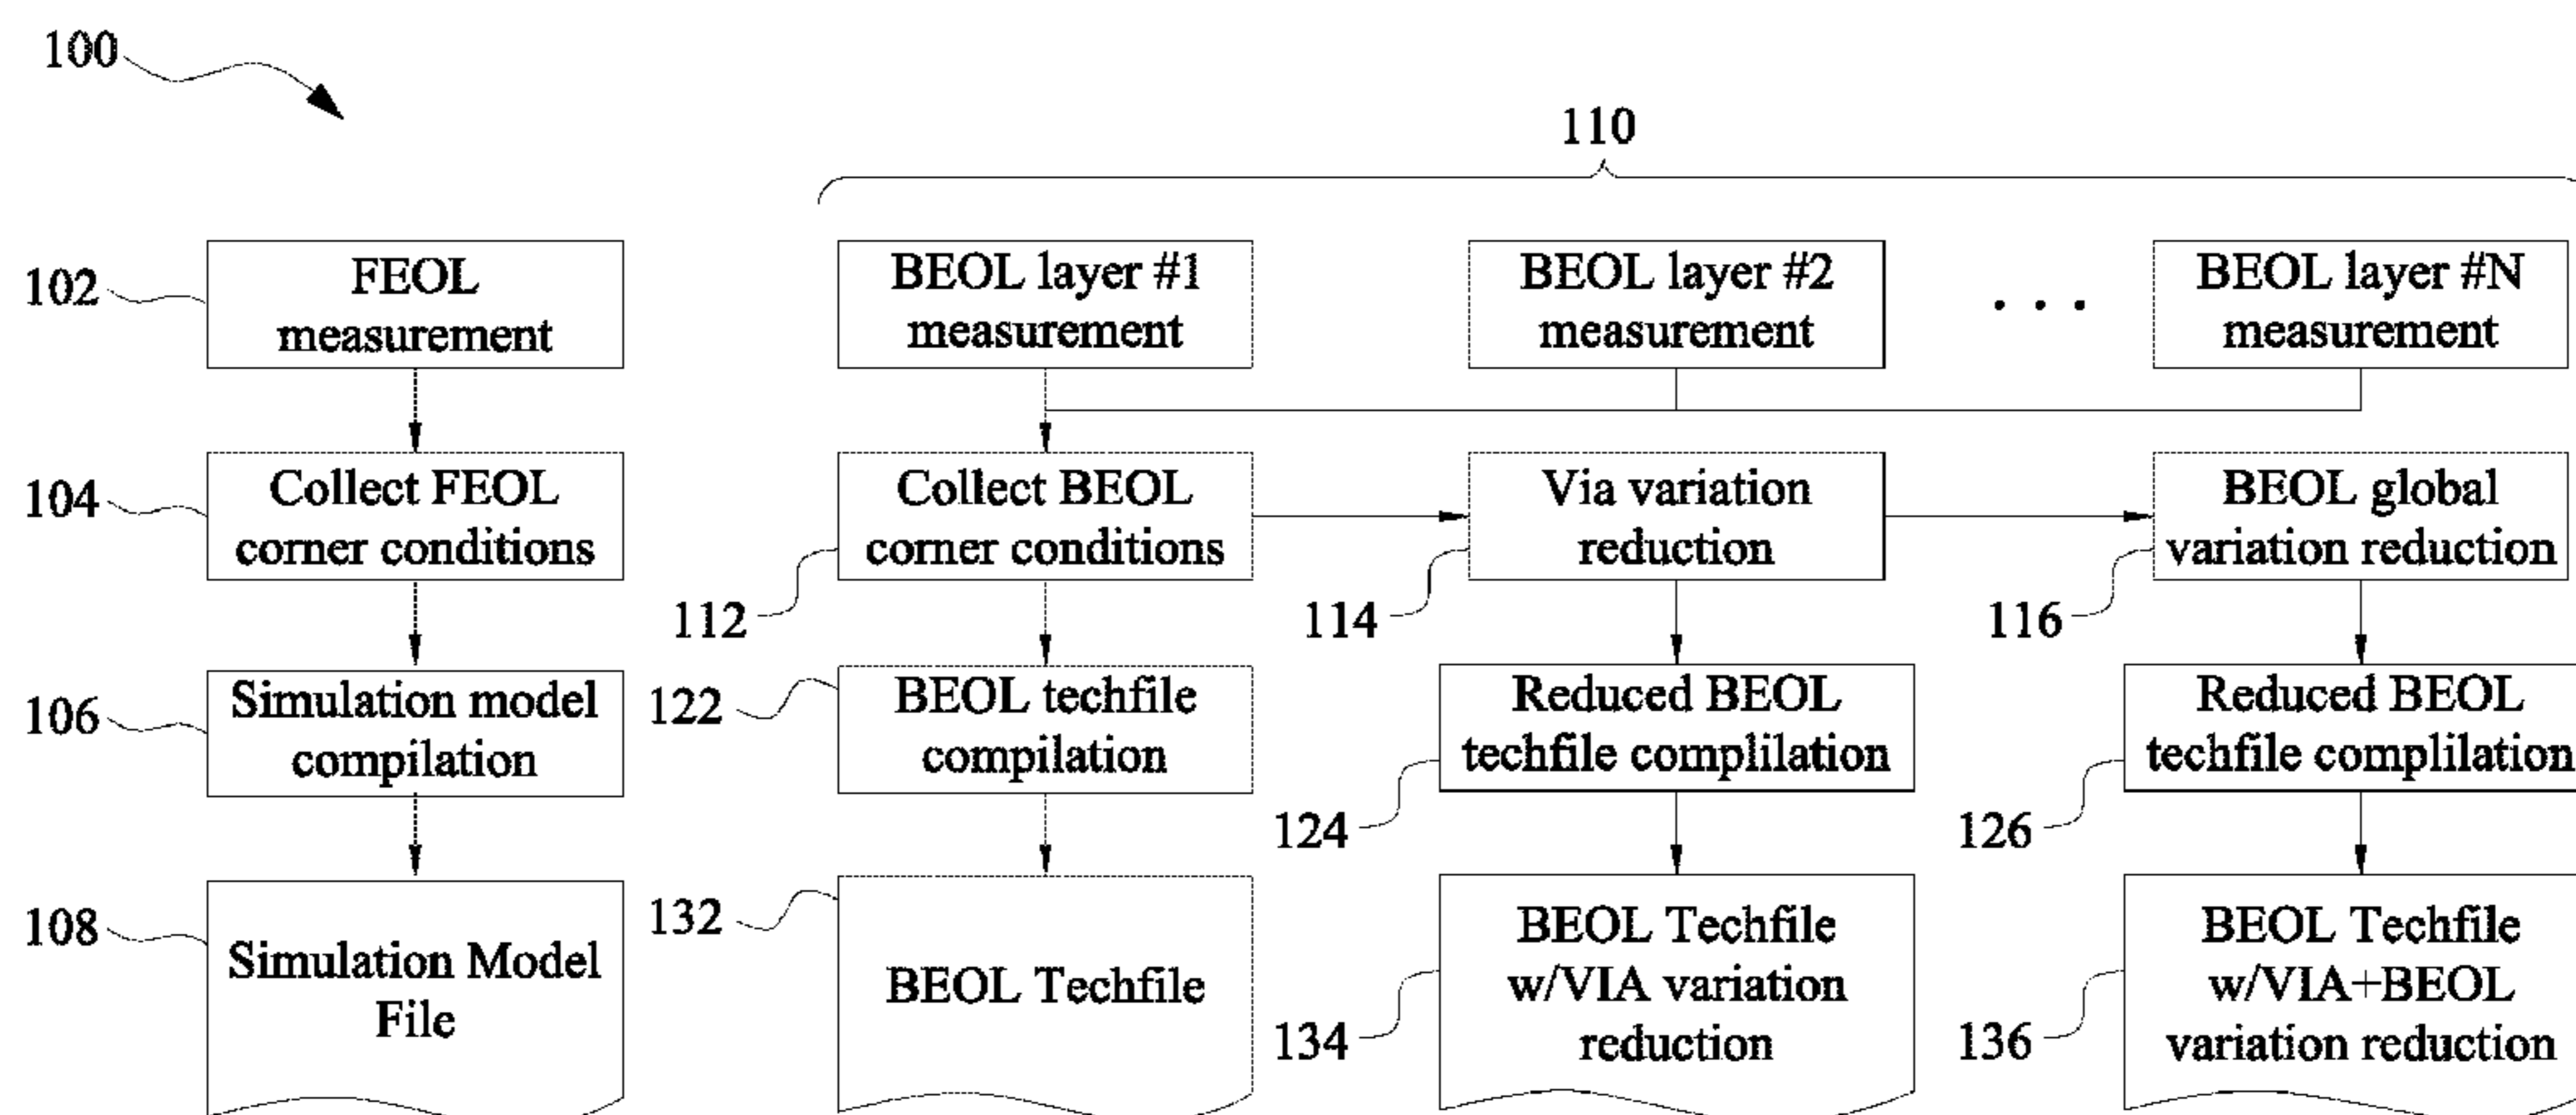 100
110
102
FEOL
measurement
BEOL layer #1
measurement
BEOL layer #2
measurement
. . .
BEOL layer #N
measurement
104
Collect FEOL
corner conditions
Collect BEOL
corner conditions
112
Via variation
reduction
114
BEOL global
variation reduction
116
106
Simulation model
compilation
122
BEOL techfile
compilation
Reduced BEOL
techfile complilation
124
Reduced BEOL
techfile complilation
126
108
Simulation Model
File
132
BEOL Techfile
BEOL Techfile
w/VIA variation
reduction
134
BEOL Techfile
w/VIA+BEOL
variation reduction
136